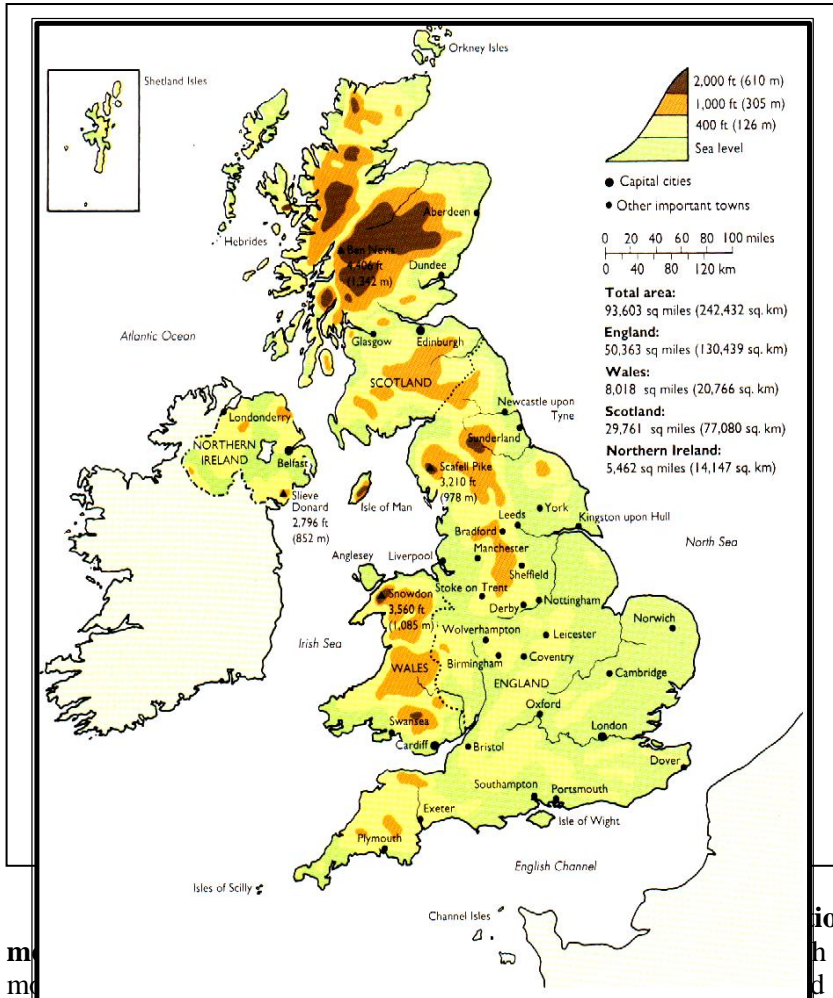 Orkney Isles
Shetland Isles
2,000 ft (610 m)
1,000 ft (305 m)
400 ft (126 m)
Sea level
Capital cities
Other important towns
0 20 40 60 80 100 miles
0 40 80 120 km
Total area:
93,603 sq miles (242,432 sq. km)
England:
50,363 sq miles (130,439 sq. km)
Wales:
8,018 sq miles (20,766 sq. km)
Scotland:
29,761 sq miles (77,080 sq. km)
Northern Ireland:
5,462 sq miles (14,147 sq. km)
Aberdeen
Hebrides
Ben Nevis
4,406 ft
(1,342 m)
Dundee
Atlantic Ocean
Glasgow
Edinburgh
SCOTLAND
Newcastle upon
Tyne
Londonderry
Sunderland
NORTHERN
IRELAND
Belfast
Scafell Pike
3,210 ft
(978 m)
Slieve
Donard
2,796 ft
(852 m)
Isle of Man
York
Leeds
Kingston upon Hull
Bradford
North Sea
Anglesey
Liverpool
Manchester
Sheffield
Stoke on Trent
Snowdon
3,560 ft
(1,085 m)
Derby
Nottingham
Norwich
Irish Sea
Wolverhampton
Leicester
WALES
Birmingham
Coventry
Cambridge
ENGLAND
Oxford
Swansea
London
Cardiff
Bristol
Dover
Southampton
Portsmouth
Exeter
Isle of Wight
Plymouth
English Channel
Isles of Scilly
Channel Isles